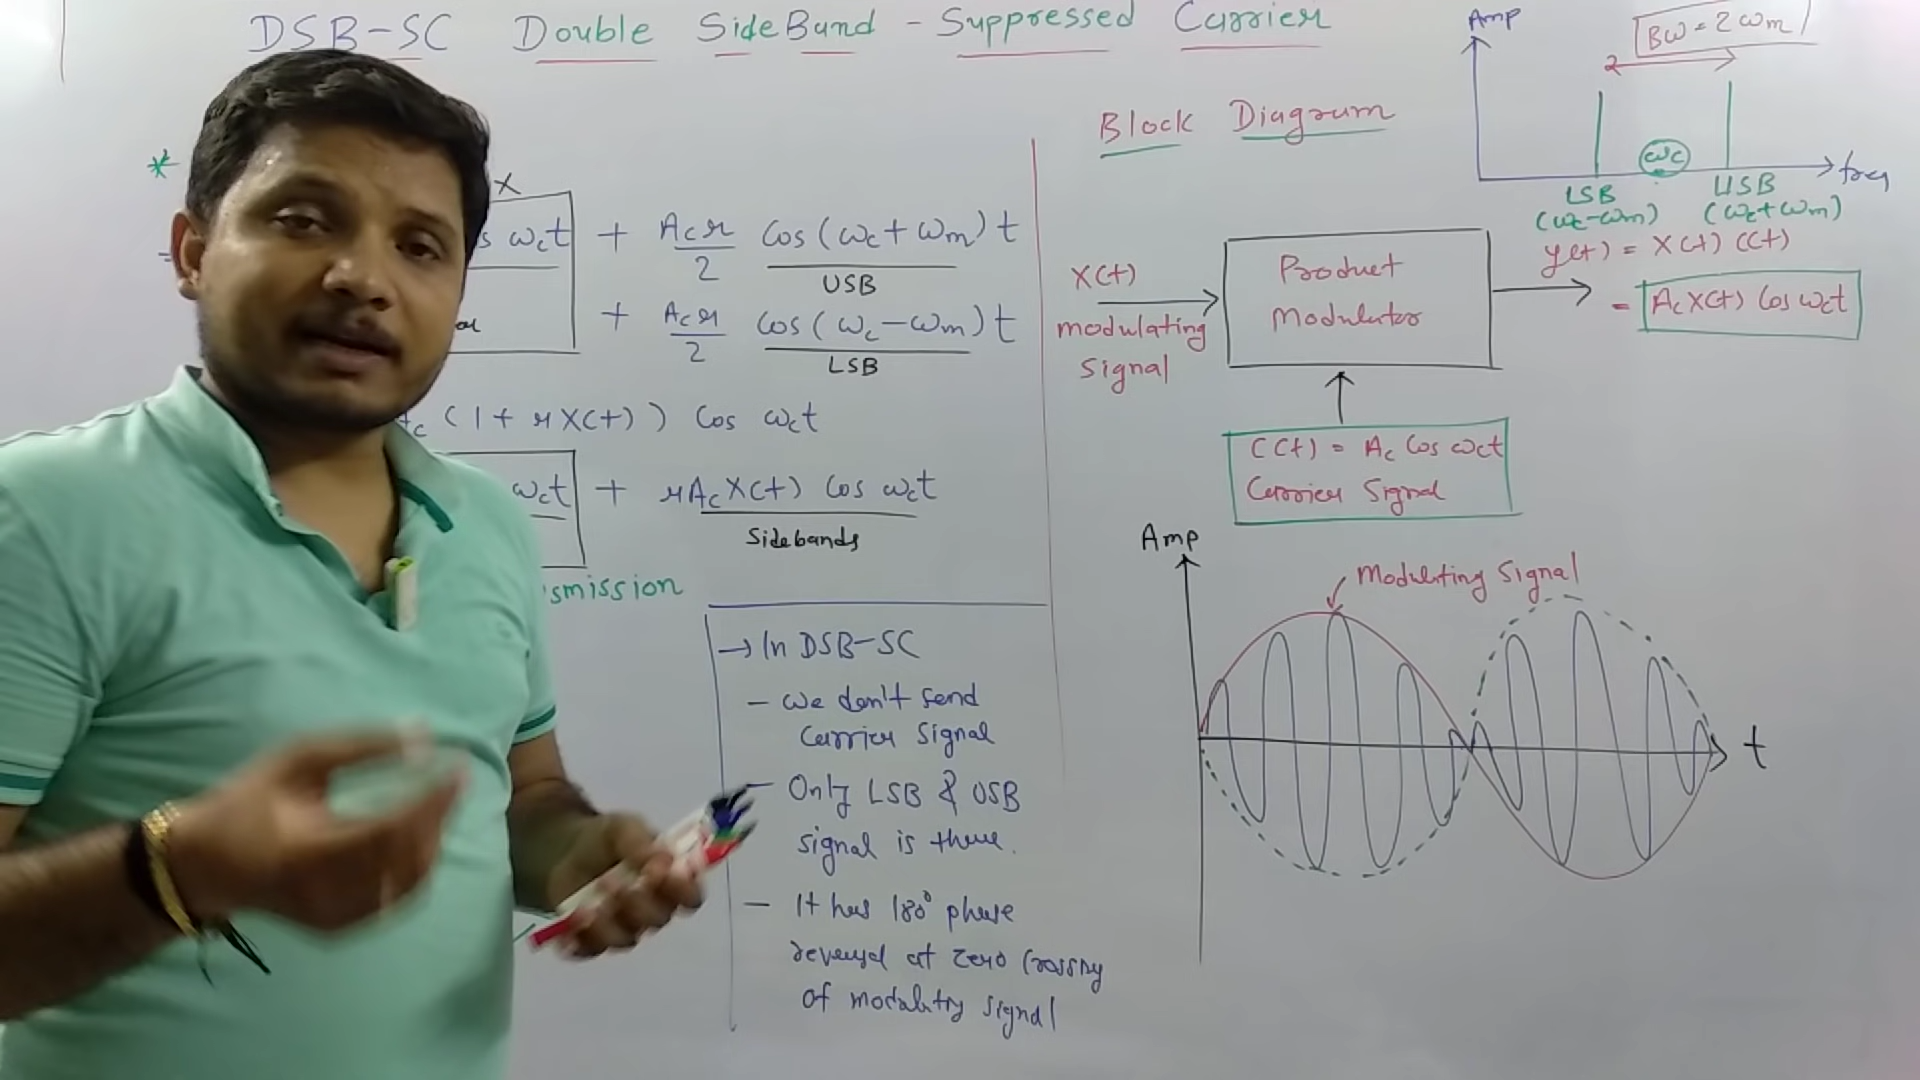 DSB-SC Double SideBand - Suppressed Carrier
*
X
s ωct + Acμ/2 cos(ωc+ωm)t
USB
+ Acμ/2 cos(ωc-ωm)t
LSB
c (1+ μx(t)) cos ωct
ωct + μAcx(t) cos ωct
Sidebands
smission
→ In DSB-SC
- we don't send
carrier signal
- Only LSB & USB
signal is there.
- It has 180° phase
reversal at zero crossing
of modulating signal
Block Diagram
x(t)
modulating
signal
Product
Modulator
y(t) = x(t) c(t)
= Ac x(t) cos ωct
c(t) = Ac cos ωct
Carrier Signal
Amp
BW = 2ωm
ωc
freq
LSB
(ωc-ωm)
USB
(ωc+ωm)
Amp
Modulating Signal
t